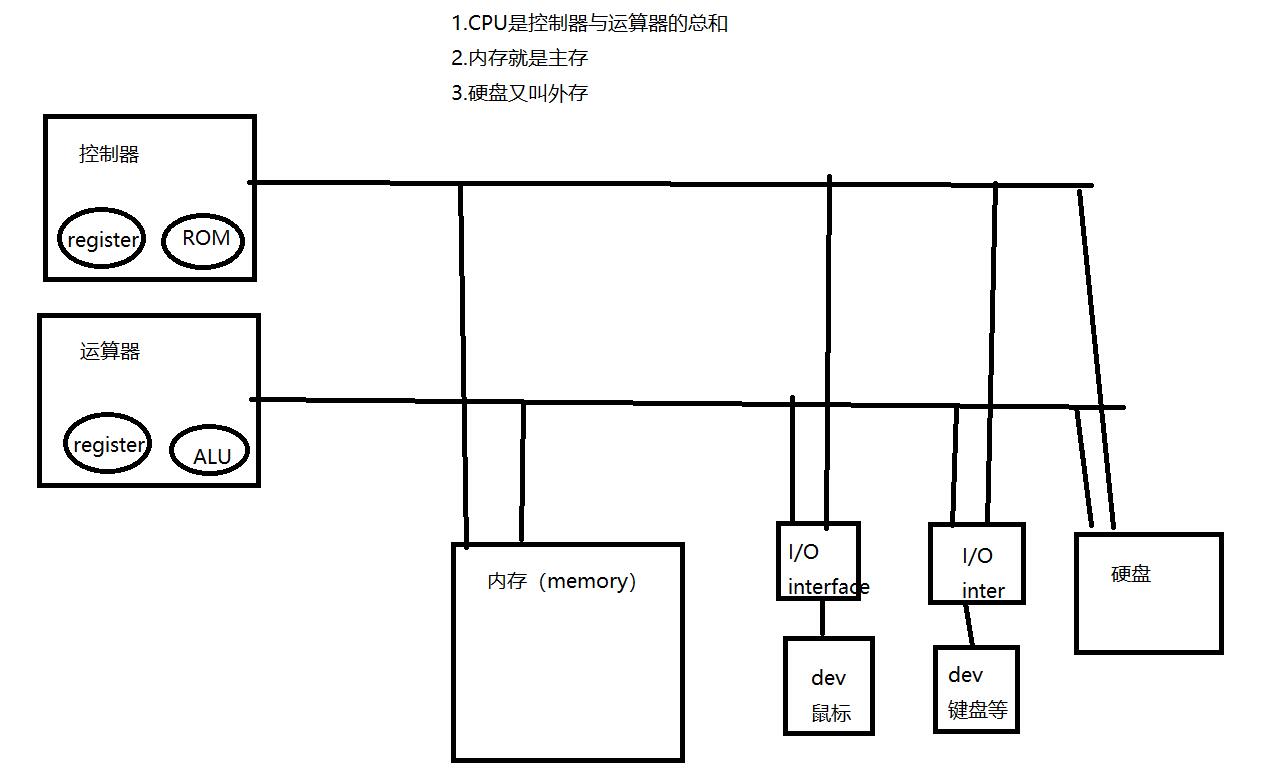 1.CPU是控制器与运算器的总和
2.内存就是主存
3.硬盘又叫外存
控制器
register
ROM
运算器
register
ALU
内存（memory）
I/O
interface
I/O
inter
硬盘
dev
鼠标
dev
键盘等